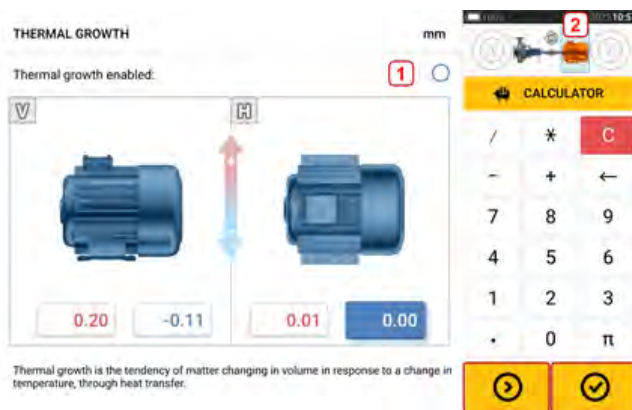 THERMAL GROWTH
mm
Thermal growth enabled:
1
V
H
0.20
-0.11
0.01
0.00
Thermal growth is the tendency of matter changing in volume in response to a change in
temperature, through heat transfer.
2
CALCULATOR
/ * C
- + ←
7 8 9
4 5 6
1 2 3
. 0 π